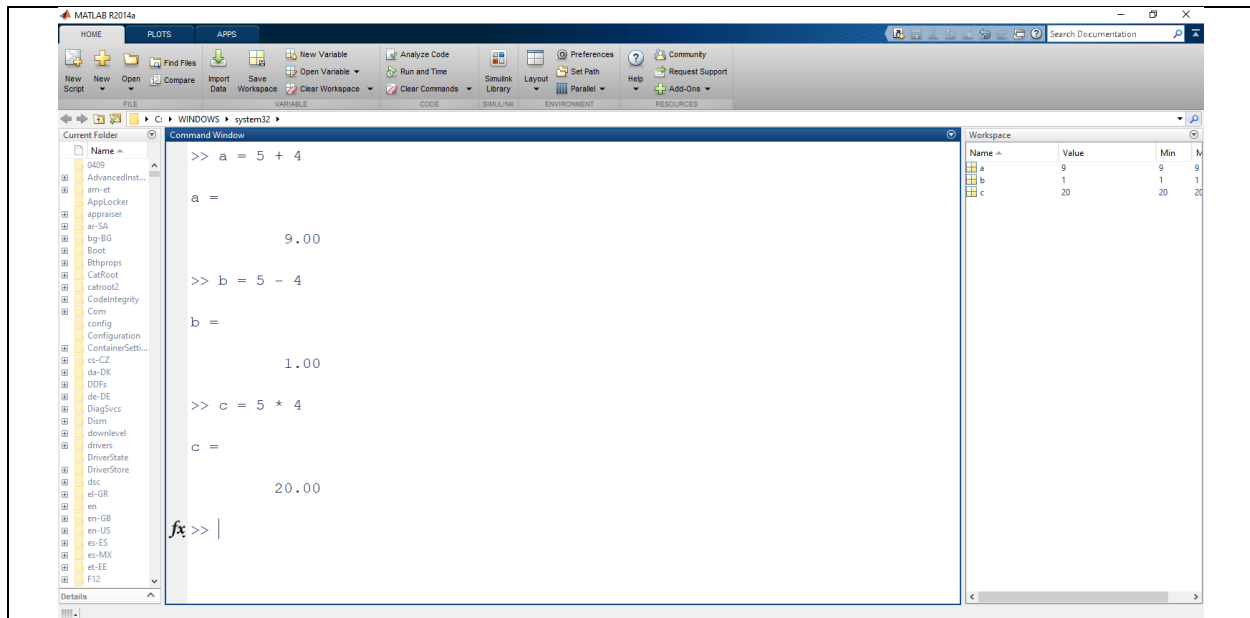 MATLAB R2014a
HOME PLOTS APPS
Search Documentation
New Script
New
Open
Find Files
Compare
Import Data
Save Workspace
New Variable
Open Variable
Clear Workspace
Analyze Code
Run and Time
Clear Commands
Simulink Library
Layout
Preferences
Set Path
Parallel
Help
Community
Request Support
Add-Ons
FILE VARIABLE CODE SIMULINK ENVIRONMENT RESOURCES
C: WINDOWS system32
Current Folder
Name
0409
AdvancedInst...
am-et
AppLocker
appraiser
ar-SA
bg-BG
Boot
Bthprops
CatRoot
catroot2
CodeIntegrity
Com
config
Configuration
ContainerSetti...
cs-CZ
da-DK
DDFs
de-DE
DiagSvcs
Dism
downlevel
drivers
DriverState
DriverStore
dsc
el-GR
en
en-GB
en-US
es-ES
es-MX
et-EE
F12
Details
Command Window
>> a = 5 + 4
a =
9.00
>> b = 5 - 4
b =
1.00
>> c = 5 * 4
c =
20.00
fx >>
Workspace
Name Value Min M
a 9 9 9
b 1 1 1
c 20 20 20